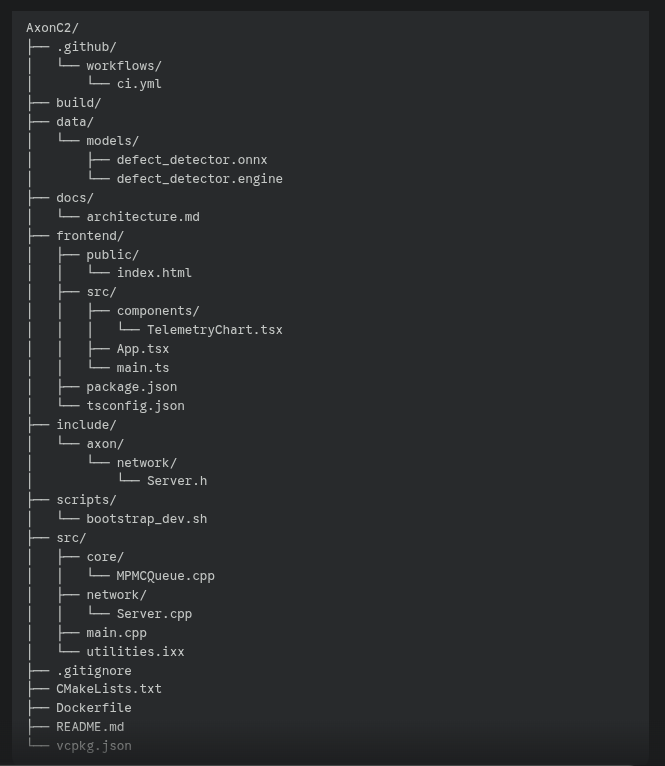 AxonC2/
├── .github/
│   └── workflows/
│       └── ci.yml
├── build/
├── data/
│   └── models/
│       ├── defect_detector.onnx
│       └── defect_detector.engine
├── docs/
│   └── architecture.md
├── frontend/
│   ├── public/
│   │   └── index.html
│   ├── src/
│   │   ├── components/
│   │   │   └── TelemetryChart.tsx
│   │   ├── App.tsx
│   │   └── main.ts
│   ├── package.json
│   └── tsconfig.json
├── include/
│   └── axon/
│       └── network/
│           └── Server.h
├── scripts/
│   └── bootstrap_dev.sh
├── src/
│   ├── core/
│   │   └── MPMCQueue.cpp
│   ├── network/
│   │   └── Server.cpp
│   ├── main.cpp
│   └── utilities.ixx
├── .gitignore
├── CMakeLists.txt
├── Dockerfile
├── README.md
└── vcpkg.json